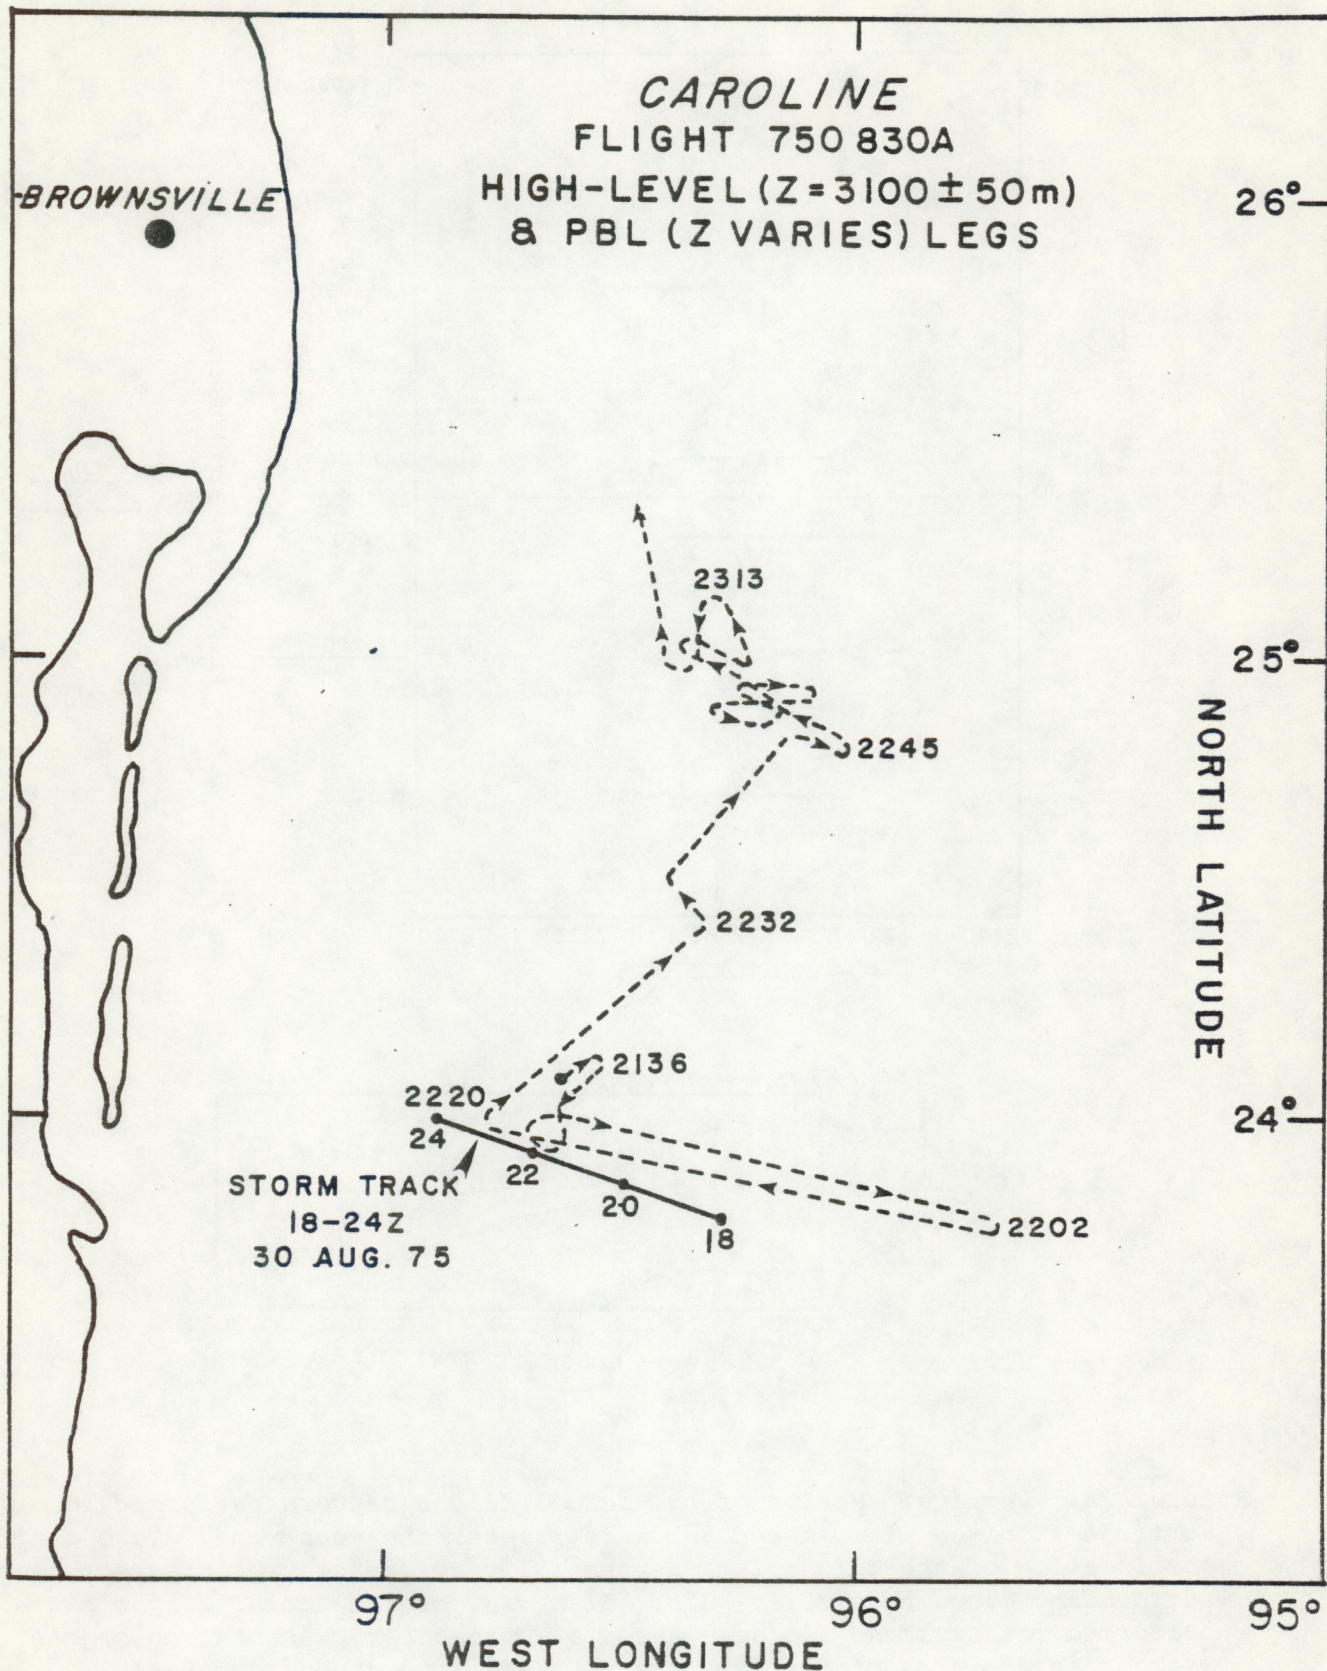 CAROLINE
FLIGHT 750830A
HIGH-LEVEL (Z=3100±50m)
& PBL (Z VARIES) LEGS
BROWNSVILLE
26°
2313
25°
2245
NORTH LATITUDE
2232
2136
2220
24°
24
22
STORM TRACK
18-24Z
30 AUG. 75
20
18
2202
97°
96°
95°
WEST LONGITUDE